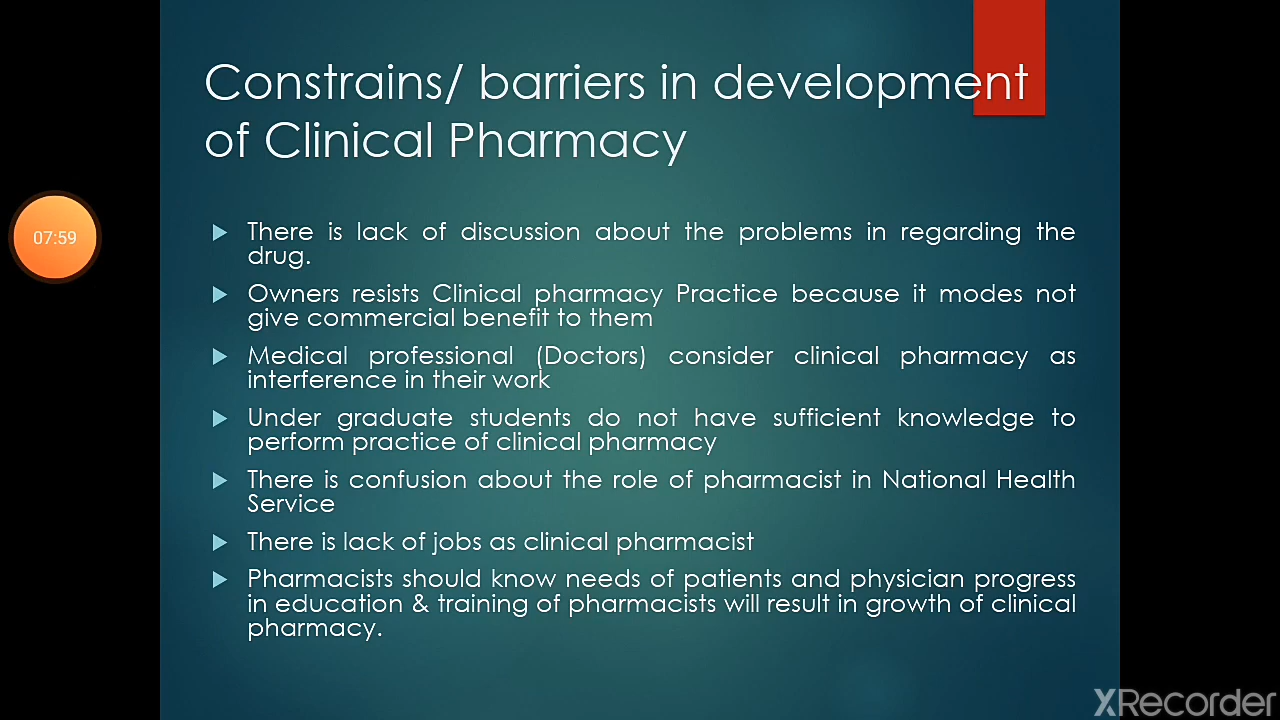 Constrains/ barriers in development
of Clinical Pharmacy
07:59
There is lack of discussion about the problems in regarding the
drug.
Owners resists Clinical pharmacy Practice because it modes not
give commercial benefit to them
Medical professional (Doctors) consider clinical pharmacy as
interference in their work
Under graduate students do not have sufficient knowledge to
perform practice of clinical pharmacy
There is confusion about the role of pharmacist in National Health
Service
There is lack of jobs as clinical pharmacist
Pharmacists should know needs of patients and physician progress
in education & training of pharmacists will result in growth of clinical
pharmacy.
XRecorder